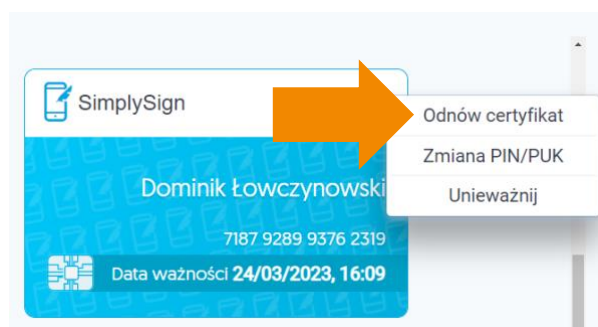 SimplySign
Odnów certyfikat
Zmiana PIN/PUK
Unieważnij
Dominik Łowczynowski
7187 9289 9376 2319
Data ważności 24/03/2023, 16:09